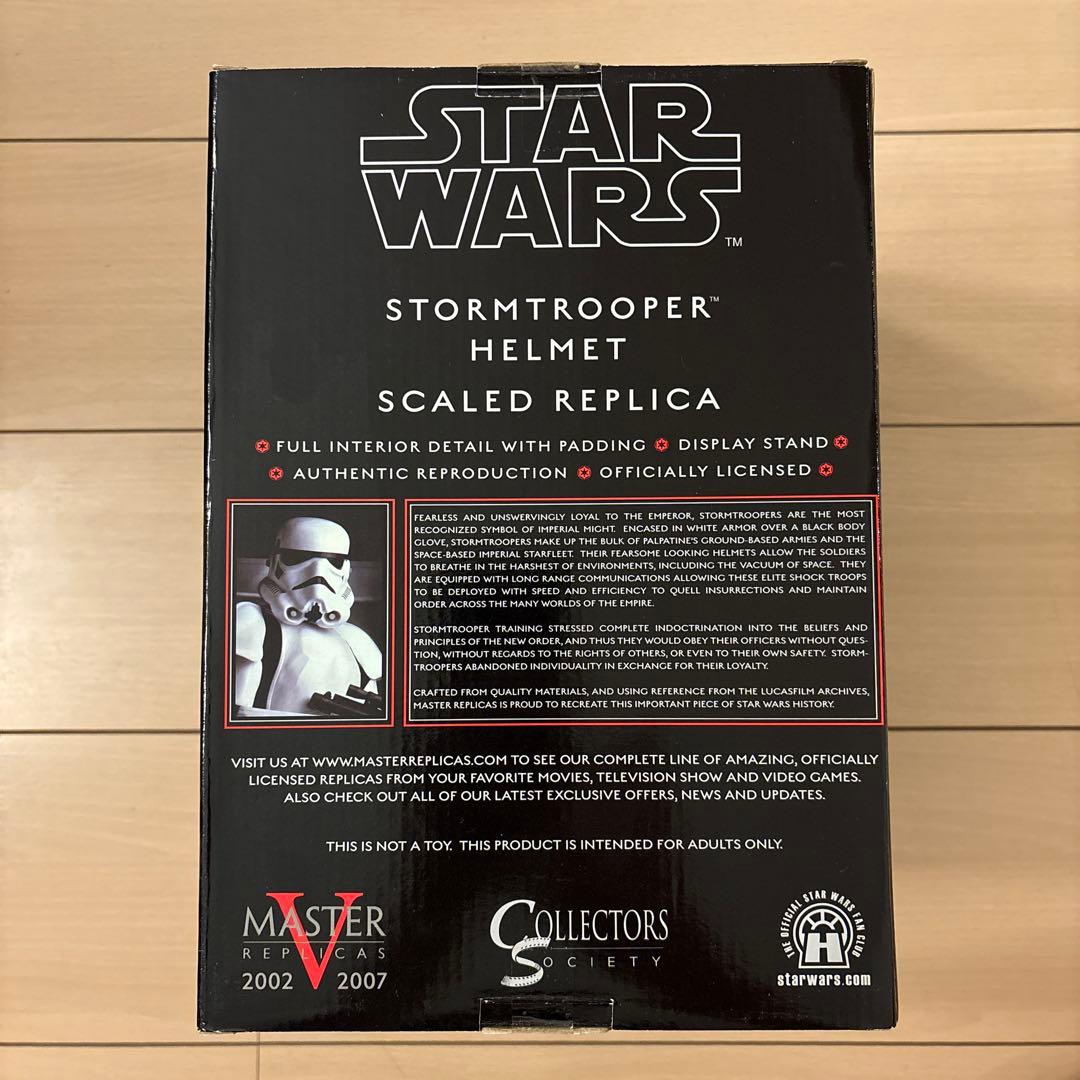 STAR
WARS™
STORMTROOPER™
HELMET
SCALED REPLICA
FULL INTERIOR DETAIL WITH PADDING DISPLAY STAND
AUTHENTIC REPRODUCTION OFFICIALLY LICENSED
FEARLESS AND UNSWERVINGLY LOYAL TO THE EMPEROR, STORMTROOPERS ARE THE MOST
RECOGNIZED SYMBOL OF IMPERIAL MIGHT. ENCASED IN WHITE ARMOR OVER A BLACK BODY
GLOVE, STORMTROOPERS MAKE UP THE BULK OF PALPATINE'S GROUND-BASED ARMIES AND THE
SPACE-BASED IMPERIAL STARFLEET. THEIR FEARSOME LOOKING HELMETS ALLOW THE SOLDIERS
TO BREATHE IN THE HARSHEST OF ENVIRONMENTS, INCLUDING THE VACUUM OF SPACE. THEY
ARE EQUIPPED WITH LONG RANGE COMMUNICATIONS ALLOWING THESE ELITE SHOCK TROOPS
TO BE DEPLOYED WITH SPEED AND EFFICIENCY TO QUELL INSURRECTIONS AND MAINTAIN
ORDER ACROSS THE MANY WORLDS OF THE EMPIRE.
STORMTROOPER TRAINING STRESSED COMPLETE INDOCTRINATION INTO THE BELIEFS AND
PRINCIPLES OF THE NEW ORDER, AND THUS THEY WOULD OBEY THEIR OFFICERS WITHOUT QUES-
TION, WITHOUT REGARDS TO THE RIGHTS OF OTHERS, OR EVEN TO THEIR OWN SAFETY. STORM-
TROOPERS ABANDONED INDIVIDUALITY IN EXCHANGE FOR THEIR LOYALTY.
CRAFTED FROM QUALITY MATERIALS, AND USING REFERENCE FROM THE LUCASFILM ARCHIVES,
MASTER REPLICAS IS PROUD TO RECREATE THIS IMPORTANT PIECE OF STAR WARS HISTORY.
VISIT US AT WWW.MASTERREPLICAS.COM TO SEE OUR COMPLETE LINE OF AMAZING, OFFICIALLY
LICENSED REPLICAS FROM YOUR FAVORITE MOVIES, TELEVISION SHOW AND VIDEO GAMES.
ALSO CHECK OUT ALL OF OUR LATEST EXCLUSIVE OFFERS, NEWS AND UPDATES.
THIS IS NOT A TOY. THIS PRODUCT IS INTENDED FOR ADULTS ONLY.
V
MASTER
REPLICAS
2002 2007
COLLECTORS
SOCIETY
THE OFFICIAL STAR WARS FAN CLUB
H
starwars.com